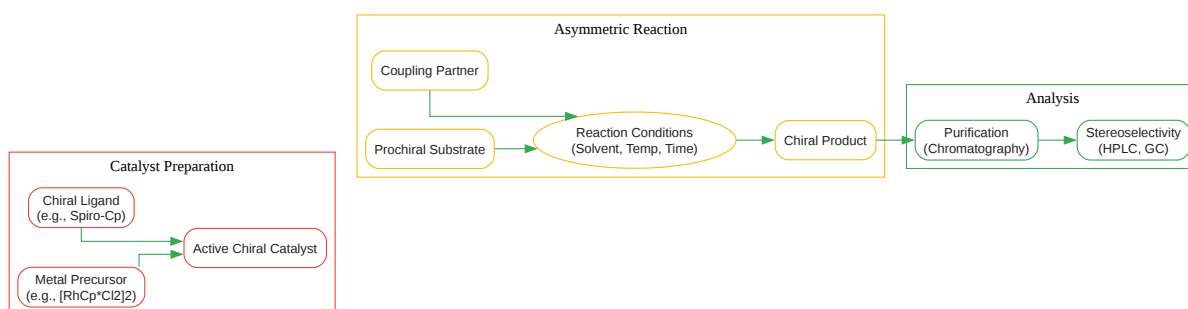 Asymmetric Reaction
Coupling Partner
Prochiral Substrate
Reaction Conditions
(Solvent, Temp, Time)
Chiral Product
Analysis
Purification
(Chromatography)
Stereoselectivity
(HPLC, GC)
Catalyst Preparation
Chiral Ligand
(e.g., Spiro-Cp)
Active Chiral Catalyst
Metal Precursor
(e.g., [RhCp*Cl2]2)